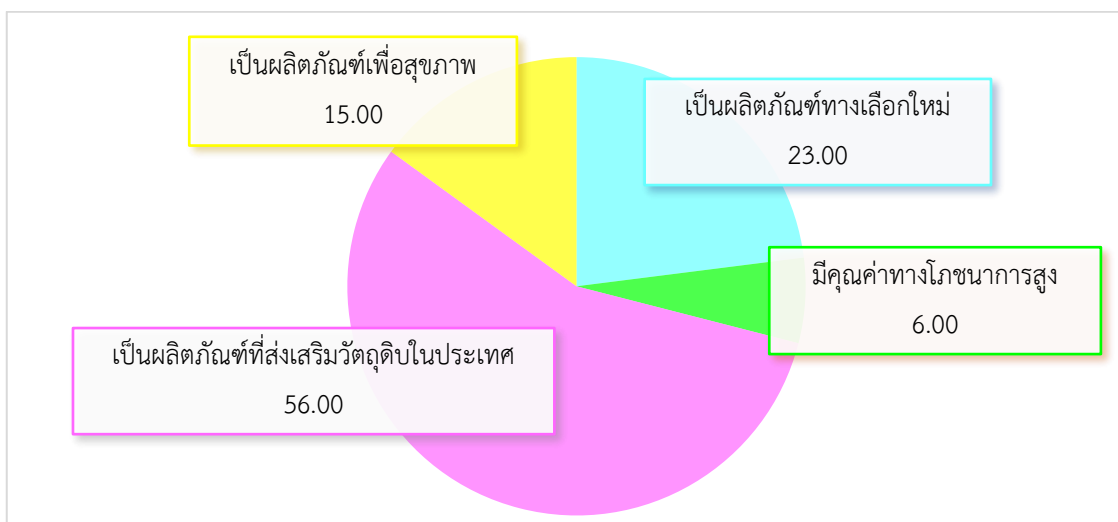 เป็นผลิตภัณฑ์เพื่อสุขภาพ
15.00
เป็นผลิตภัณฑ์ทางเลือกใหม่
23.00
มีคุณค่าทางโภชนาการสูง
6.00
เป็นผลิตภัณฑ์ที่ส่งเสริมวัตถุดิบในประเทศ
56.00